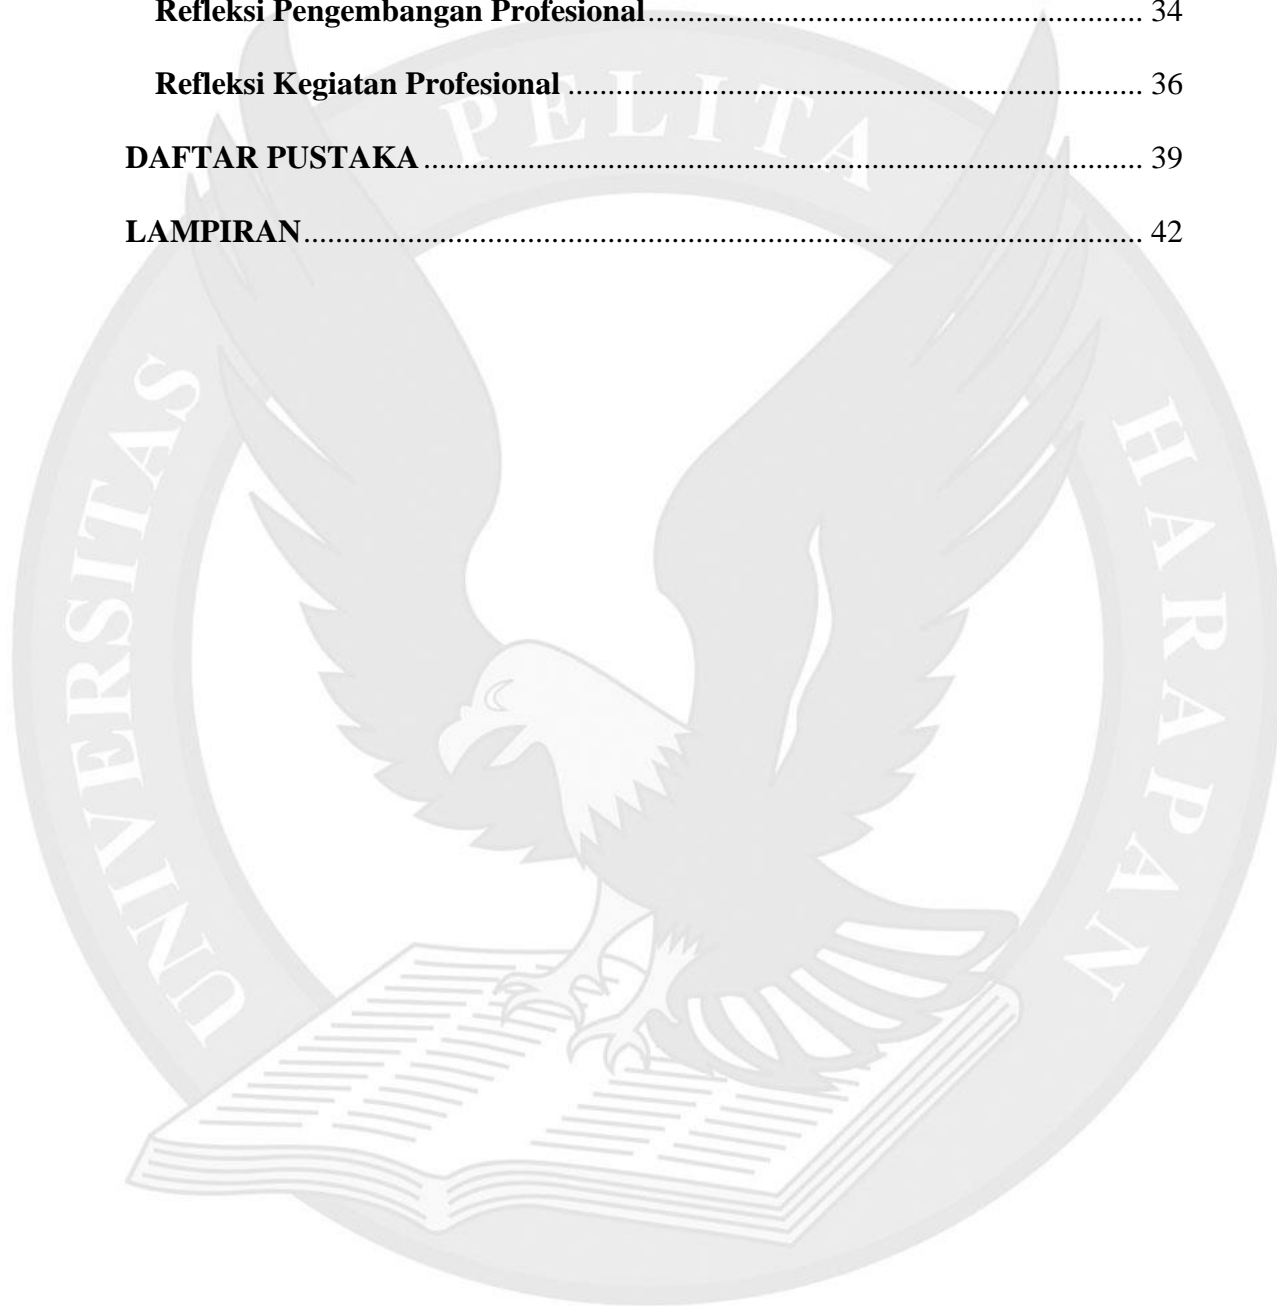 Refleksi Pengembangan Profesional ........................................................ 34
Refleksi Kegiatan Profesional ........................................................ 36
DAFTAR PUSTAKA ........................................................ 39
LAMPIRAN ........................................................ 42
UNIVERSITAS PELITA HARAPAN